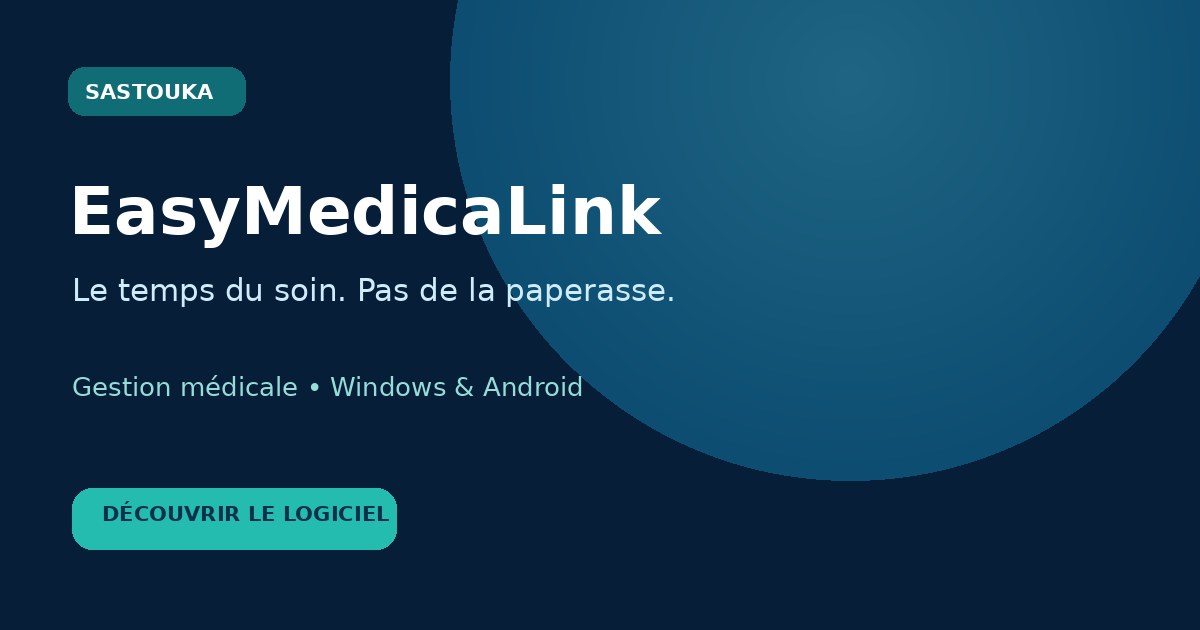 SASTOUKA
EasyMedicaLink
Le temps du soin. Pas de la paperasse.
Gestion médicale • Windows & Android
DÉCOUVRIR LE LOGICIEL